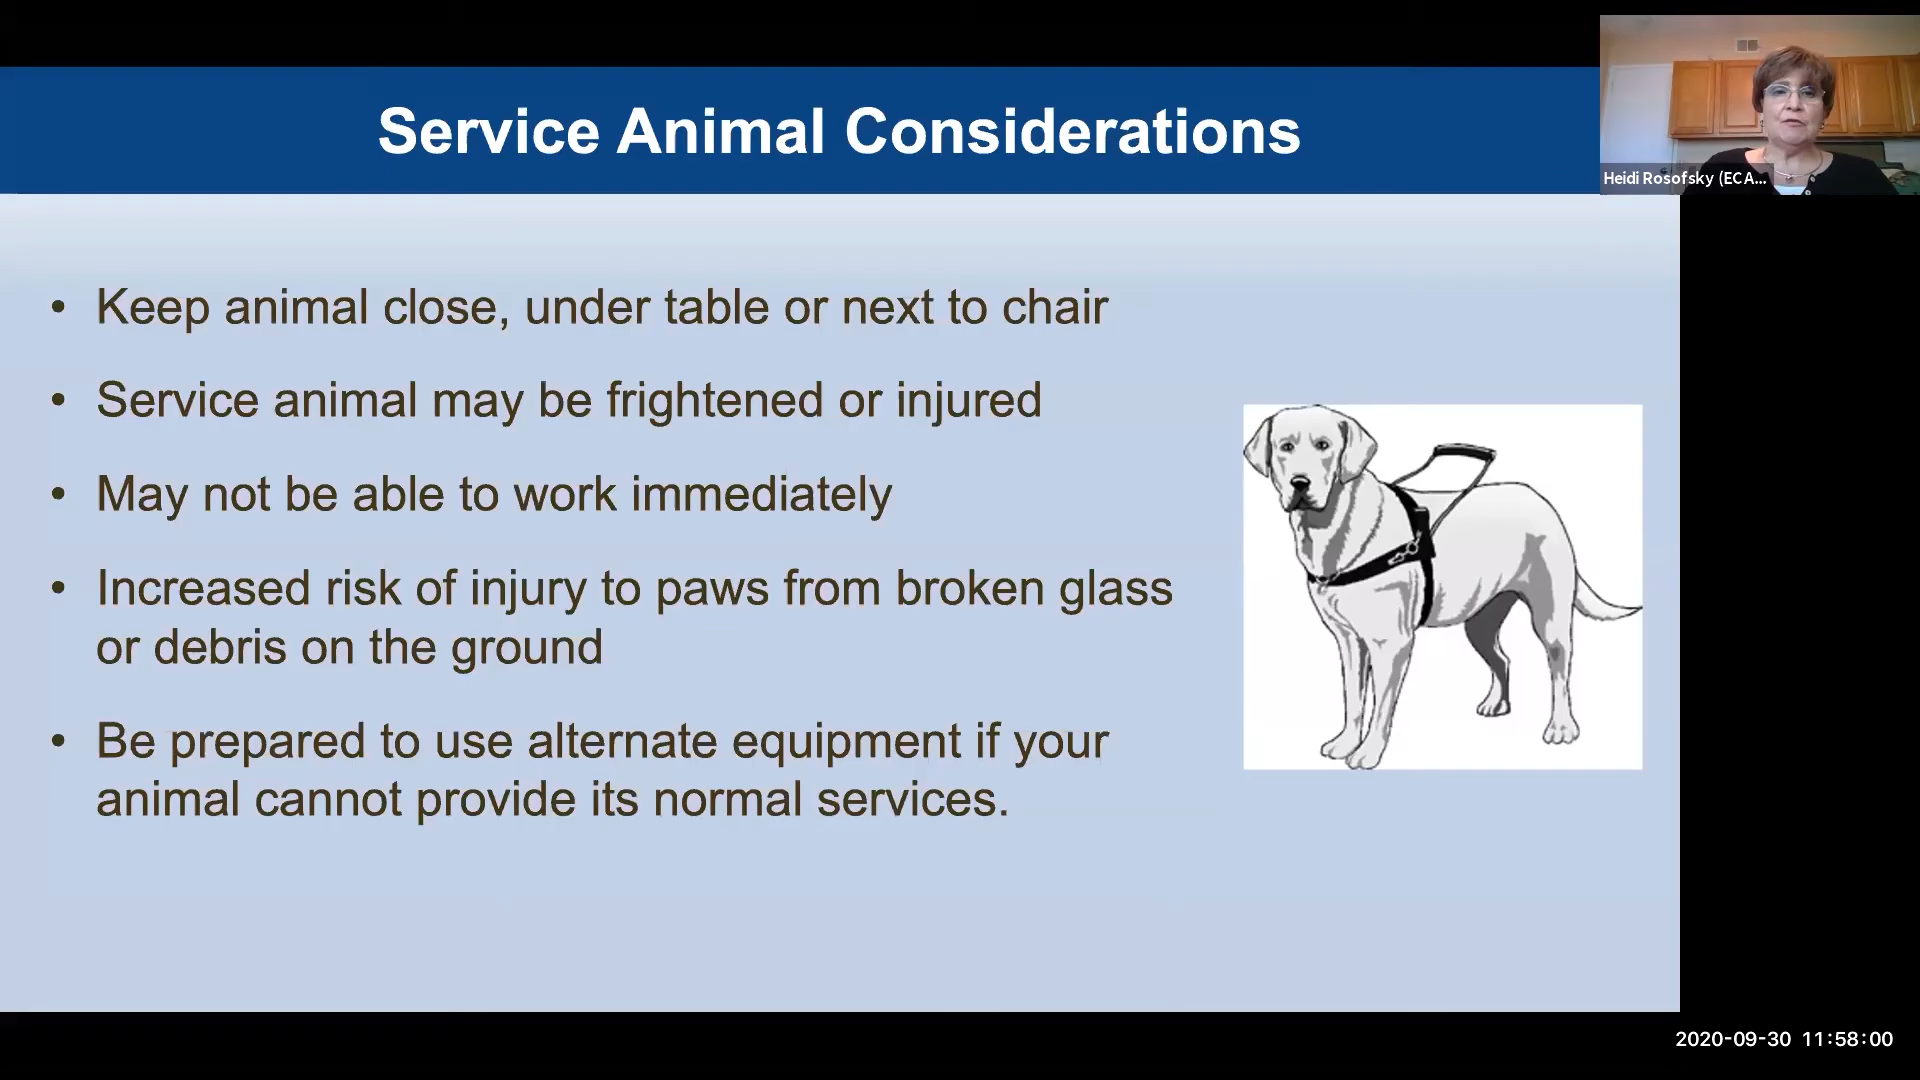 Service Animal Considerations
Heidi Rosofsky (ECA...
• Keep animal close, under table or next to chair
• Service animal may be frightened or injured
• May not be able to work immediately
• Increased risk of injury to paws from broken glass
or debris on the ground
• Be prepared to use alternate equipment if your
animal cannot provide its normal services.
2020-09-30 11:58:00